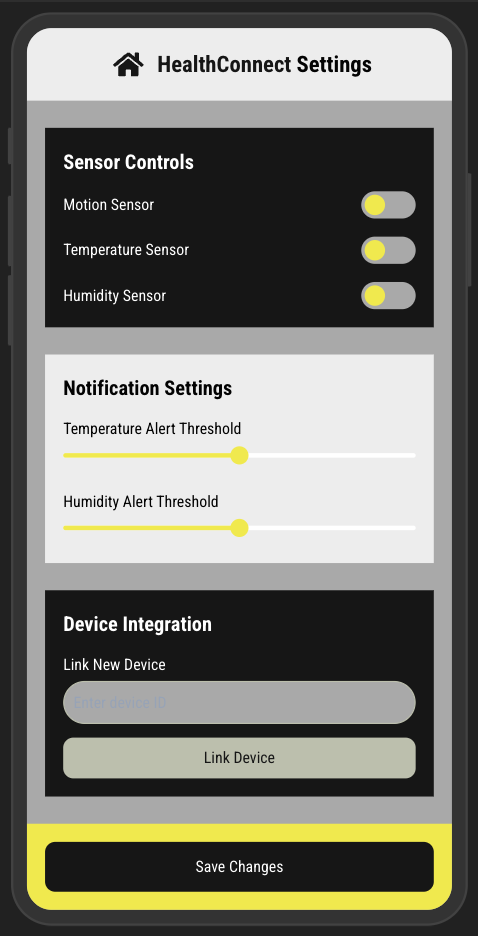 HealthConnect Settings
Sensor Controls
Motion Sensor
Temperature Sensor
Humidity Sensor
Notification Settings
Temperature Alert Threshold
Humidity Alert Threshold
Device Integration
Link New Device
Enter device ID
Link Device
Save Changes